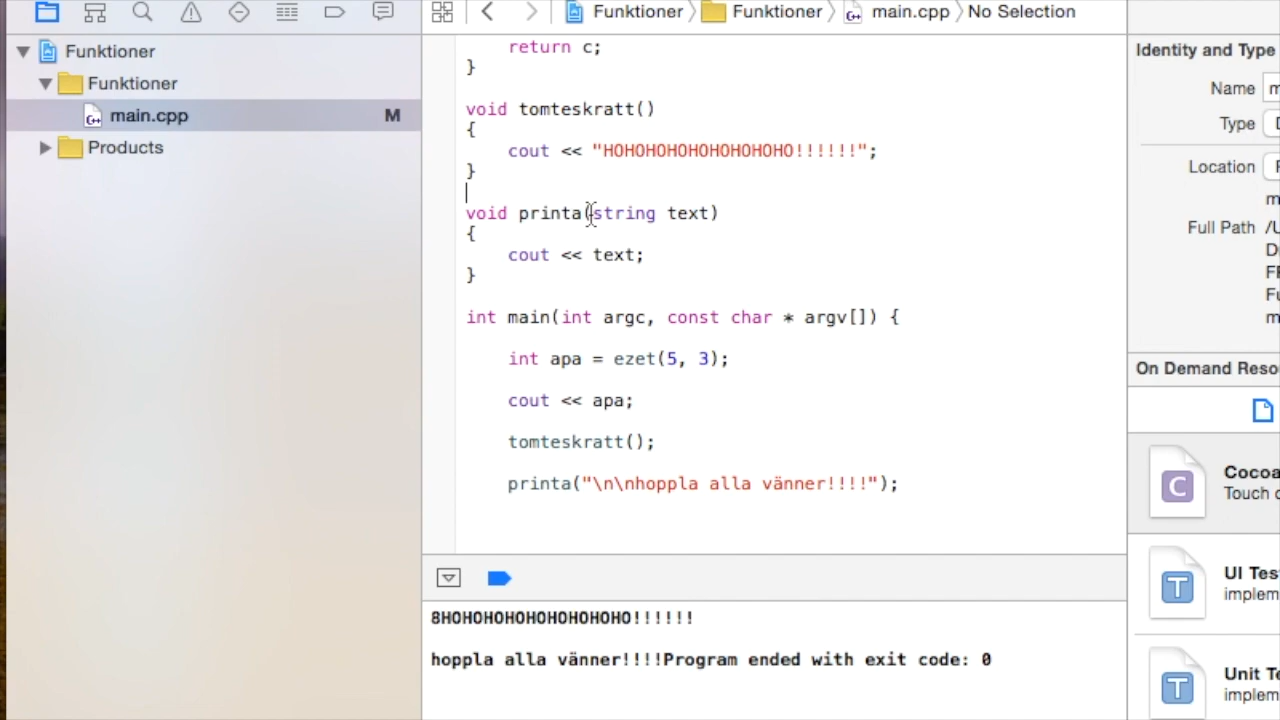 Funktioner 〉 Funktioner 〉 main.cpp 〉 No Selection
Funktioner
Funktioner
main.cpp M
Products
return c;
}
void tomteskratt()
{
cout << "HOHOHOHOHOHOHOHOHO!!!!!!";
}
void printa(string text)
{
cout << text;
}
int main(int argc, const char * argv[]) {
int apa = ezet(5, 3);
cout << apa;
tomteskratt();
printa("\n\nhoppla alla vänner!!!!");
8HOHOHOHOHOHOHOHOHO!!!!!!
hoppla alla vänner!!!!Program ended with exit code: 0
Identity and Type
Name m
Type D
Location
m
Full Path /U
D
Fu
m
On Demand Reso
C Cocoa
Touch c
T UI Tes
implem
T Unit Te
implem